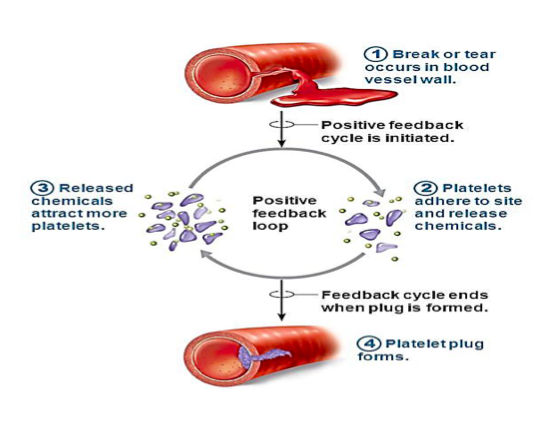 ① Break or tear
occurs in blood
vessel wall.
Positive feedback
cycle is initiated.
③ Released
chemicals
attract more
platelets.
Positive
feedback
loop
② Platelets
adhere to site
and release
chemicals.
Feedback cycle ends
when plug is formed.
④ Platelet plug
forms.